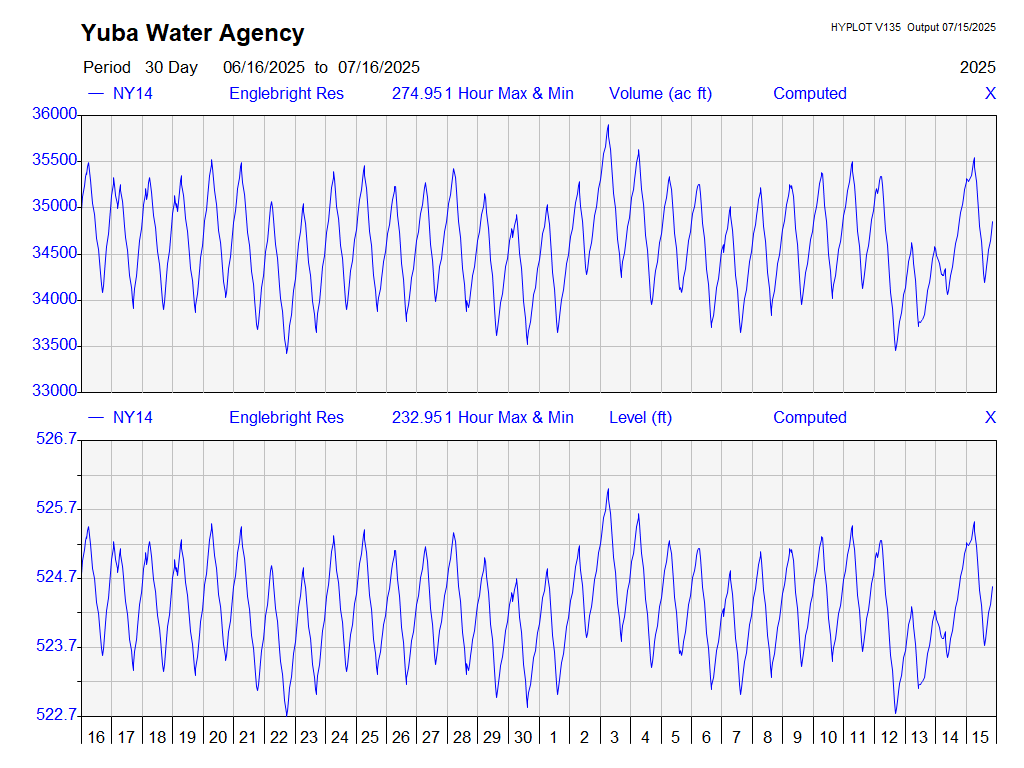 Yuba Water Agency
HYPLOT V135 Output 07/15/2025
Period 30 Day 06/16/2025 to 07/16/2025 2025
NY14 Englebright Res 274.951 Hour Max & Min Volume (ac ft) Computed X
36000
35500
35000
34500
34000
33500
33000
NY14 Englebright Res 232.951 Hour Max & Min Level (ft) Computed X
526.7
525.7
524.7
523.7
522.7
16 17 18 19 20 21 22 23 24 25 26 27 28 29 30 1 2 3 4 5 6 7 8 9 10 11 12 13 14 15